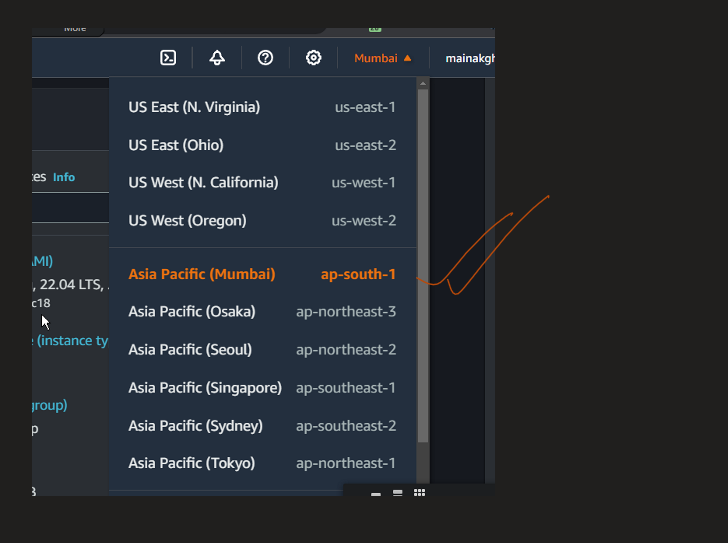 More
Mumbai ▲ mainakgh
US East (N. Virginia) us-east-1
US East (Ohio) us-east-2
US West (N. California) us-west-1
US West (Oregon) us-west-2
Asia Pacific (Mumbai) ap-south-1
Asia Pacific (Osaka) ap-northeast-3
Asia Pacific (Seoul) ap-northeast-2
Asia Pacific (Singapore) ap-southeast-1
Asia Pacific (Sydney) ap-southeast-2
Asia Pacific (Tokyo) ap-northeast-1
ces Info
AMI)
, 22.04 LTS, .
c18
e (instance ty
group)
p